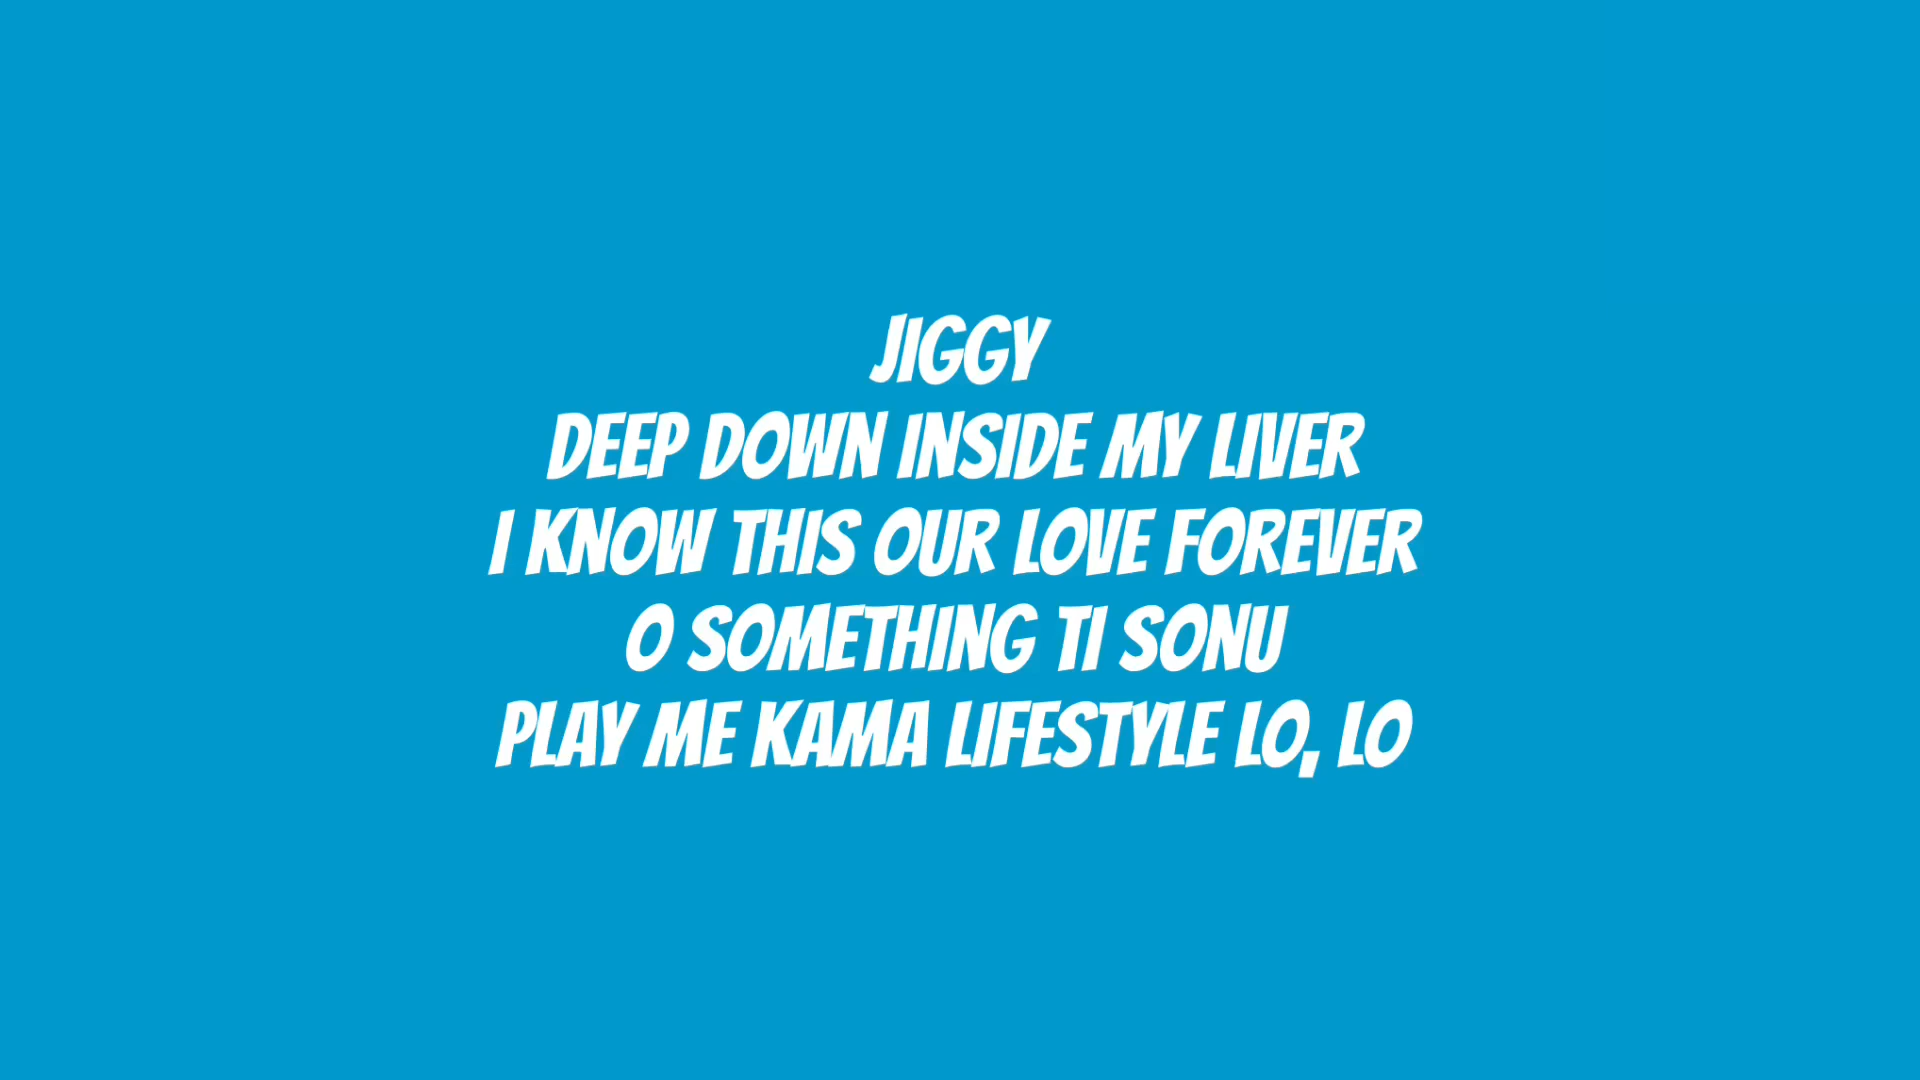 JIGGY
DEEP DOWN INSIDE MY LIVER
I KNOW THIS OUR LOVE FOREVER
O SOMETHING TI SONU
PLAY ME KAMA LIFESTYLE LO, LO